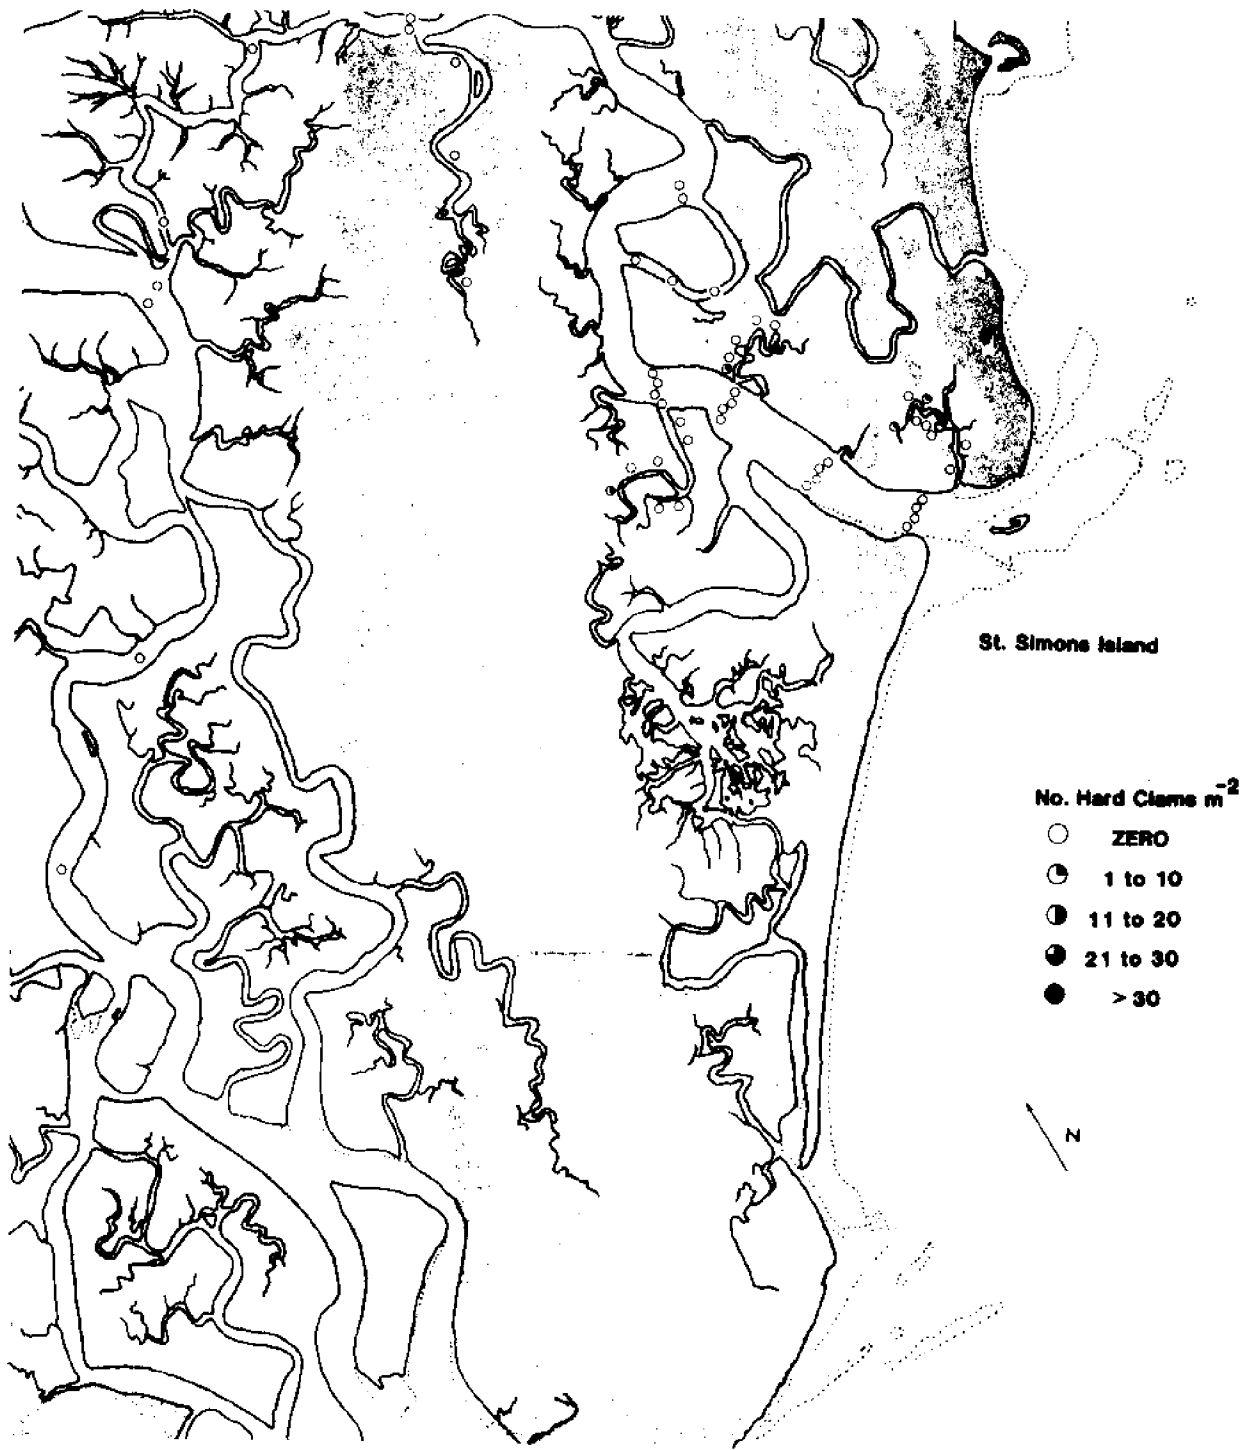 St. Simons Island
No. Hard Clams m⁻²
ZERO
1 to 10
11 to 20
21 to 30
> 30
N